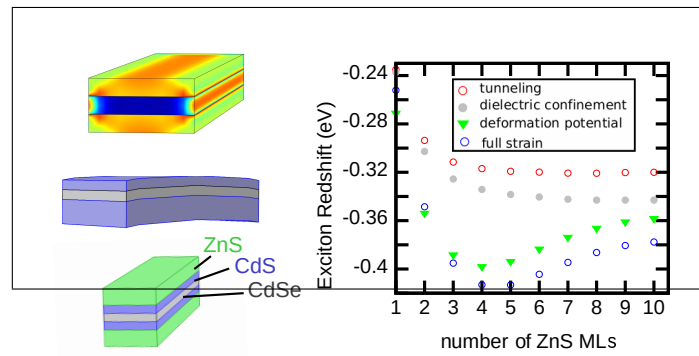 ZnS
CdS
CdSe
Exciton Redshift (eV)
-0.24
-0.28
-0.32
-0.36
-0.4
tunneling
dielectric confinement
deformation potential
full strain
1 2 3 4 5 6 7 8 9 10
number of ZnS MLs